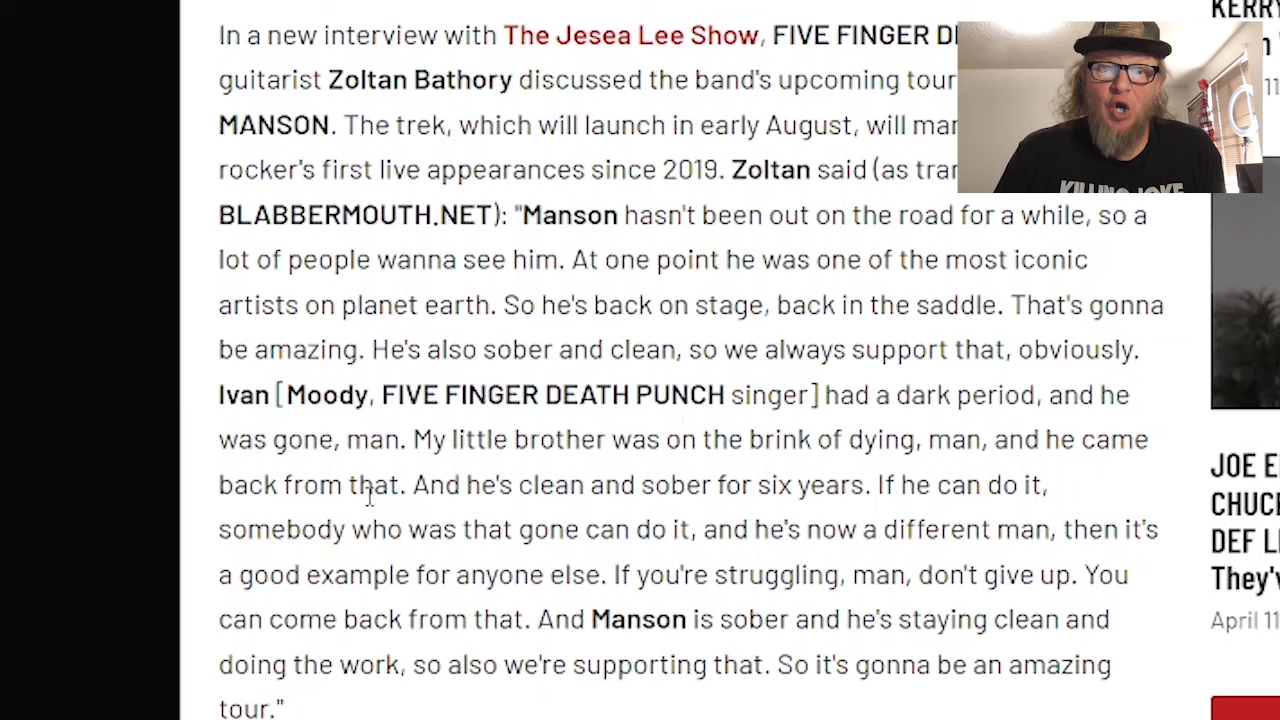 In a new interview with The Jesea Lee Show, FIVE FINGER
guitarist Zoltan Bathory discussed the band's upcoming tour
MANSON. The trek, which will launch in early August, will
rocker's first live appearances since 2019. Zoltan said (as
BLABBERMOUTH.NET): "Manson hasn't been out on the road for a while, so a
lot of people wanna see him. At one point he was one of the most iconic
artists on planet earth. So he's back on stage, back in the saddle. That's gonna
be amazing. He's also sober and clean, so we always support that, obviously.
Ivan [Moody, FIVE FINGER DEATH PUNCH singer] had a dark period, and he
was gone, man. My little brother was on the brink of dying, man, and he came
back from that. And he's clean and sober for six years. If he can do it,
somebody who was that gone can do it, and he's now a different man, then it's
a good example for anyone else. If you're struggling, man, don't give up. You
can come back from that. And Manson is sober and he's staying clean and
doing the work, so also we're supporting that. So it's gonna be an amazing
tour."
KERRY
11
KILLING JOKE
JOE
DEF
They'v
April 11